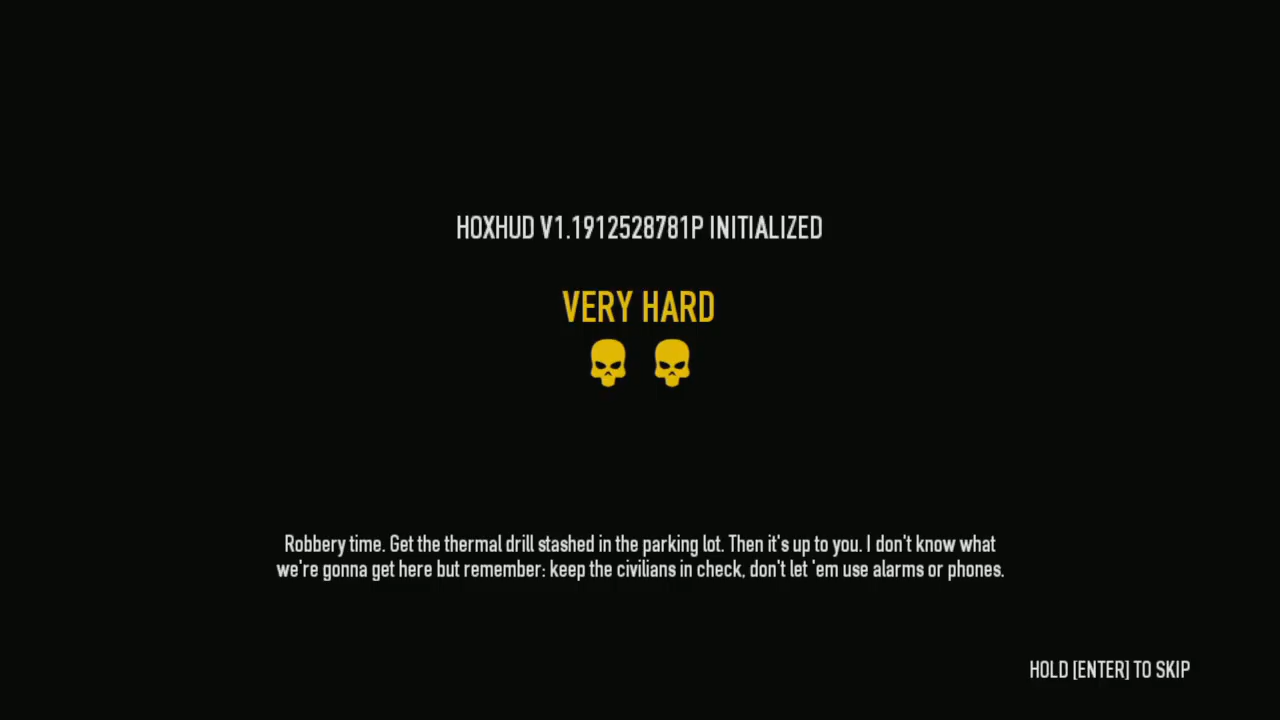 HOXHUD V1.1912528781P INITIALIZED
VERY HARD
Robbery time. Get the thermal drill stashed in the parking lot. Then it's up to you. I don't know what
we're gonna get here but remember: keep the civilians in check, don't let 'em use alarms or phones.
HOLD [ENTER] TO SKIP